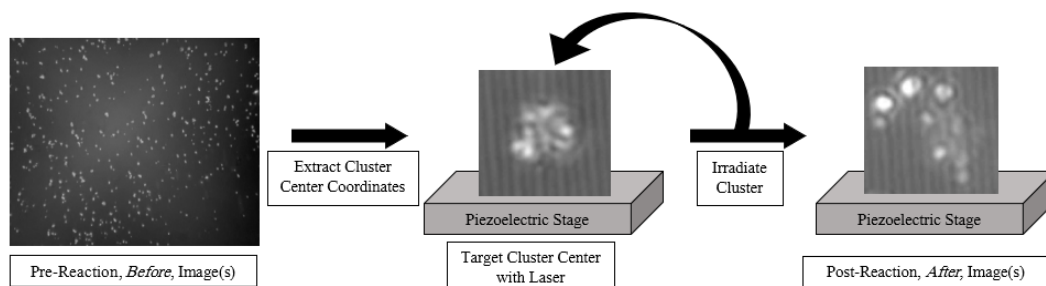 Extract Cluster
Center Coordinates
Irradiate
Cluster
Piezoelectric Stage
Piezoelectric Stage
Pre-Reaction, Before, Image(s)
Target Cluster Center
with Laser
Post-Reaction, After, Image(s)